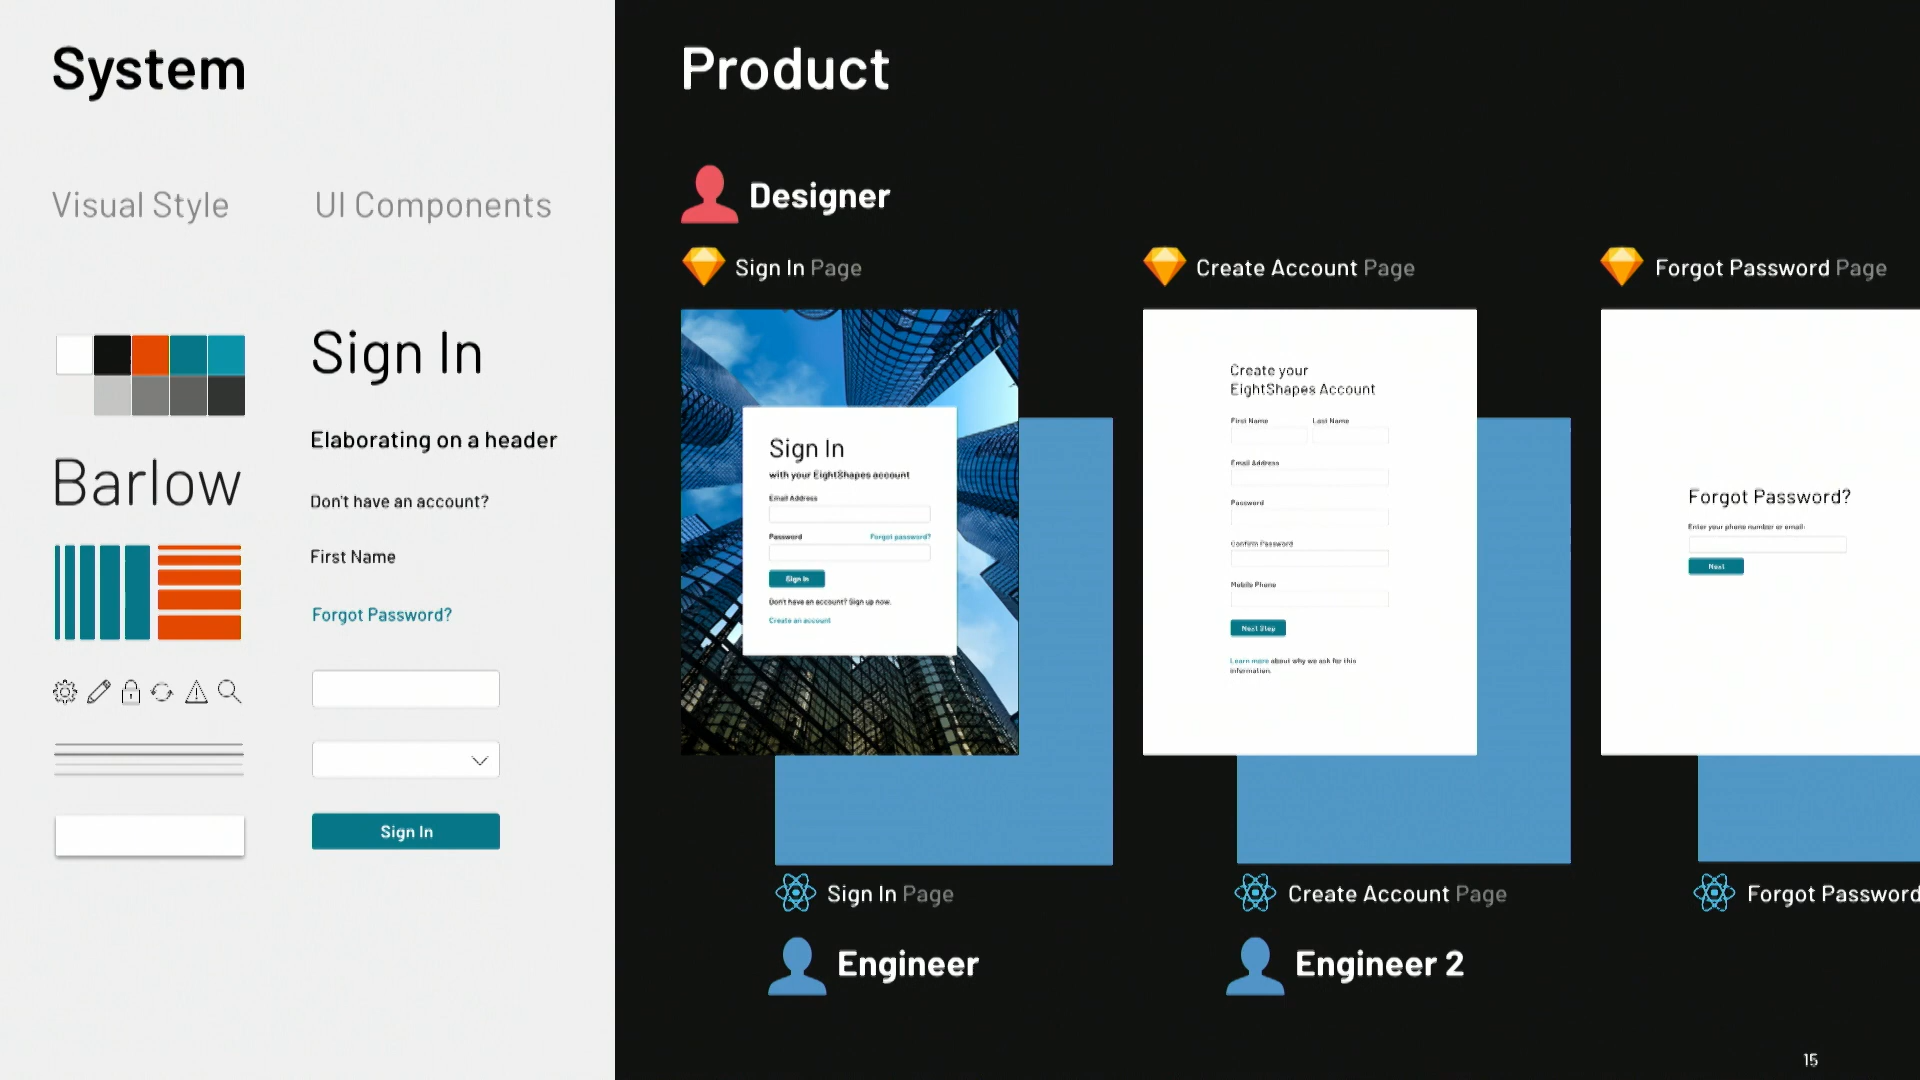 System
Visual Style
UI Components
Barlow
Sign In
Elaborating on a header
Don't have an account?
First Name
Forgot Password?
Sign In
Product
Designer
Sign In Page
Create Account Page
Forgot Password Page
Sign In
with your EightShapes account
Email Address
Password
Forgot password?
Sign In
Don't have an account? Sign up now.
Create an account
Create your
EightShapes Account
First Name
Last Name
Email Address
Password
Confirm Password
Mobile Phone
Next Step
Learn more about why we ask for this
information.
Forgot Password?
Enter your phone number or email:
Next
Sign In Page
Create Account Page
Forgot Password
Engineer
Engineer 2
15